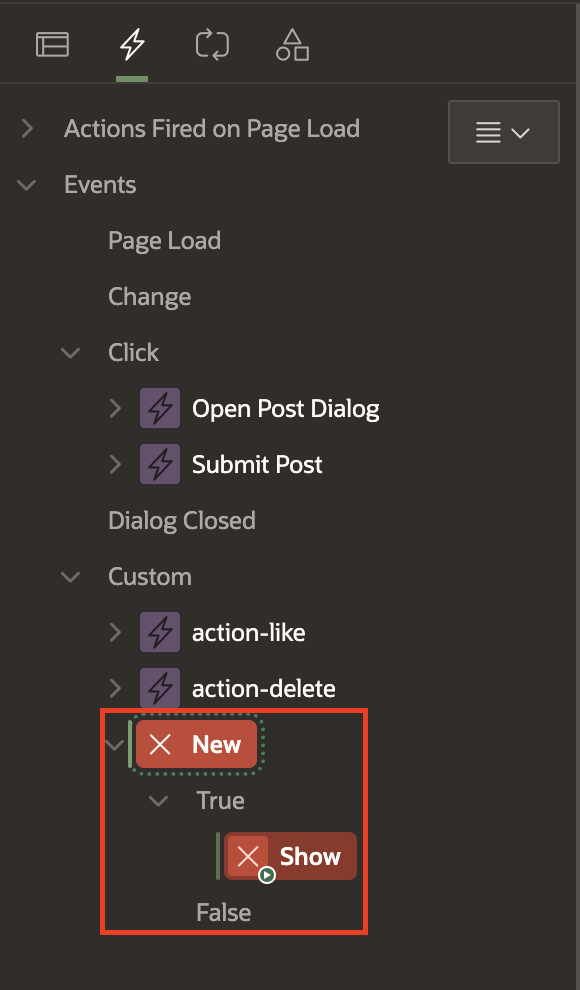 Actions Fired on Page Load
Events
Page Load
Change
Click
Open Post Dialog
Submit Post
Dialog Closed
Custom
action-like
action-delete
New
True
Show
False